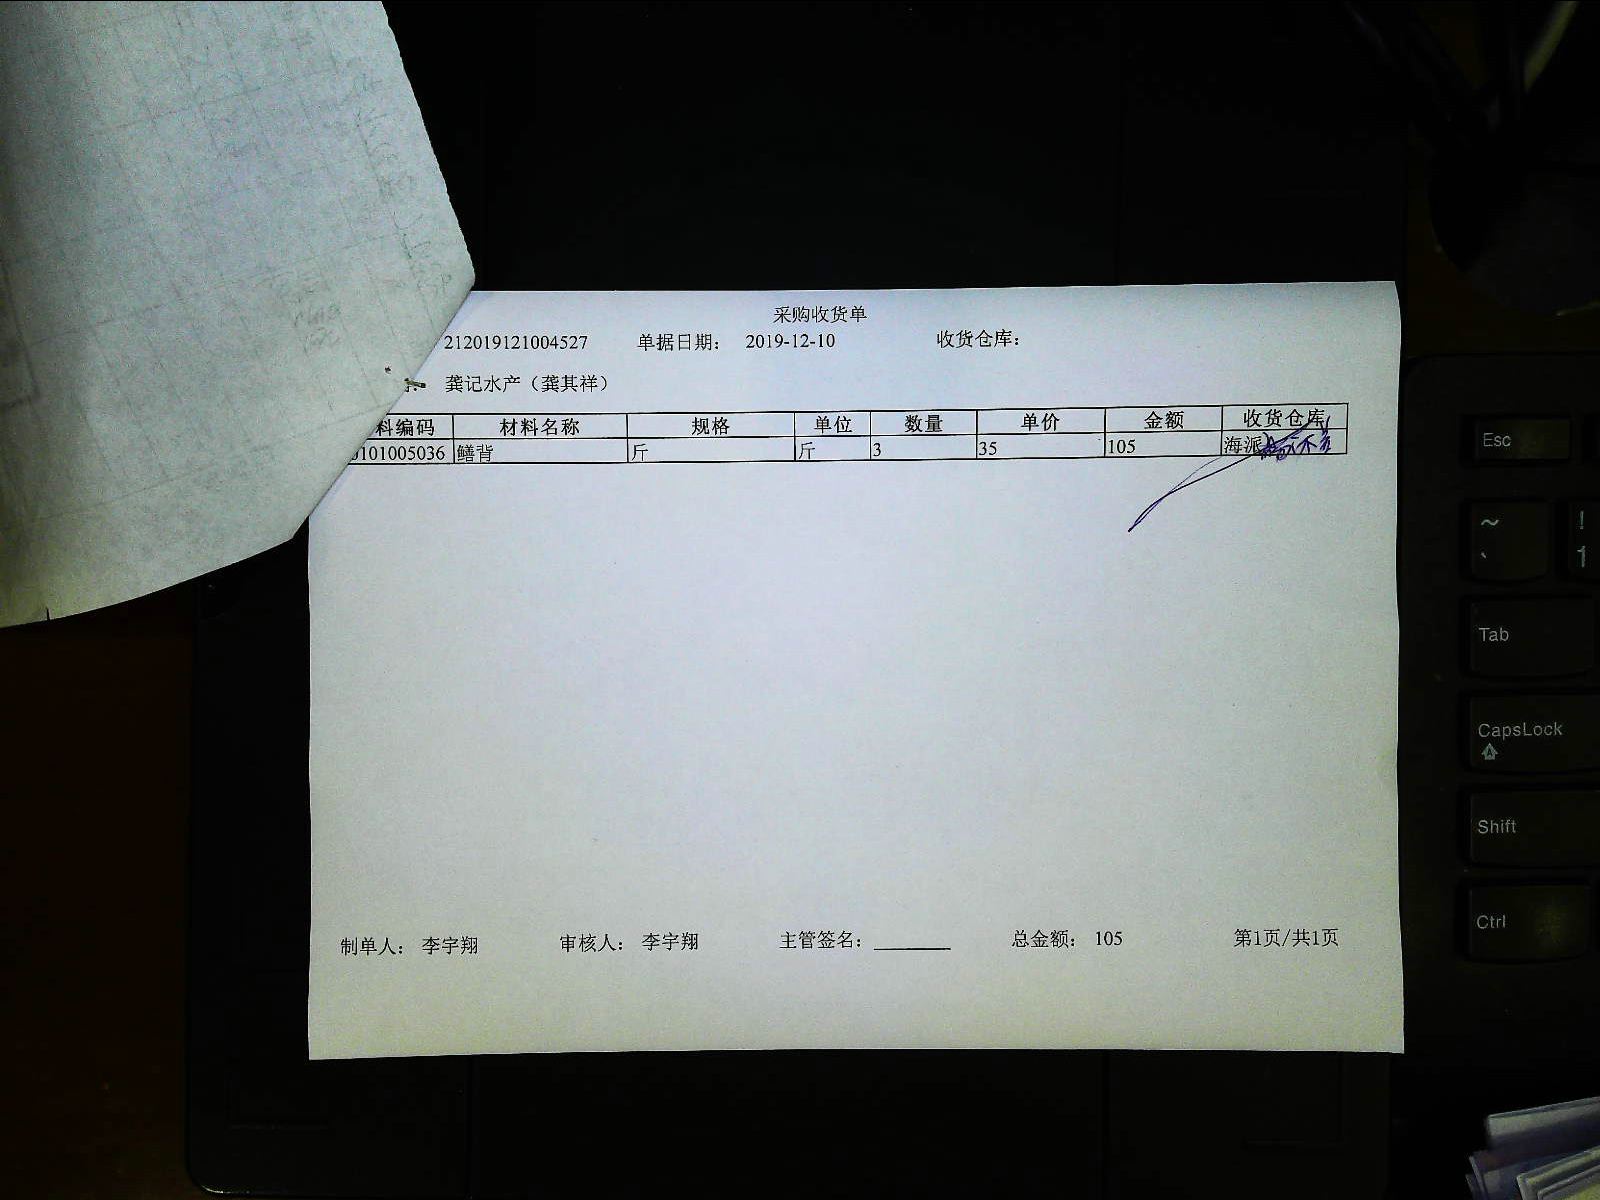 采购收货单
212019121004527 单据日期: 2019-12-10 收货仓库:
龚记水产（龚其祥）
料编码 材料名称 规格 单位 数量 单价 金额 收货仓库
0101005036 鳝背 斤 斤 3 35 105 海派
制单人: 李宇翔 审核人: 李宇翔 主管签名: 总金额: 105 第1页/共1页
Esc
~ !
` 1
Tab
CapsLock
Shift
Ctrl